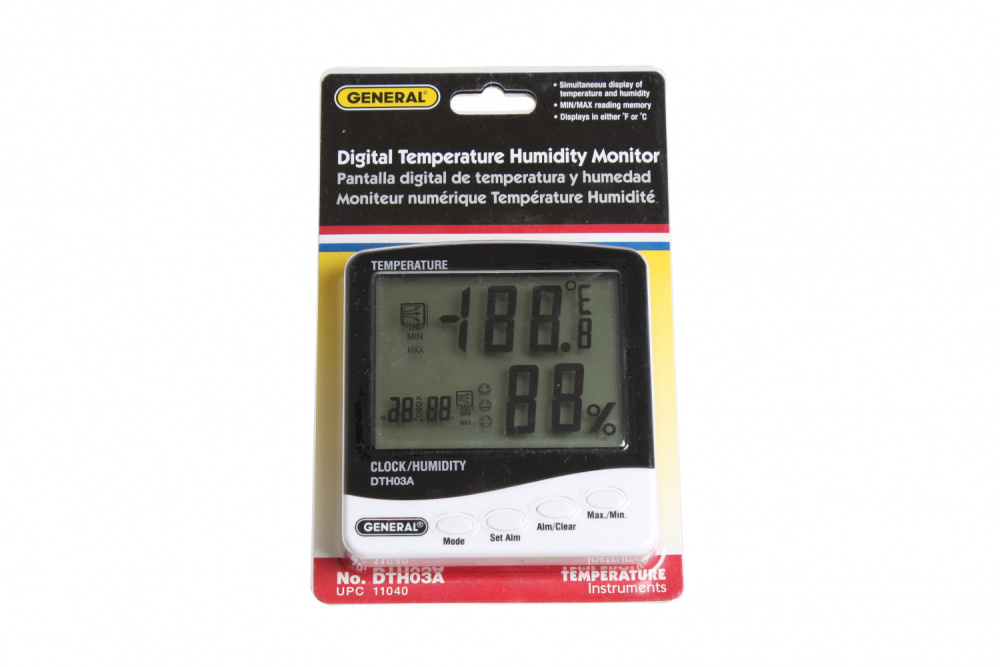 GENERAL®
• Simultaneous display of
temperature and humidity
• MIN/MAX reading memory
• Displays in either °F or °C
Digital Temperature Humidity Monitor
Pantalla digital de temperatura y humedad
Moniteur numérique Température Humidité
TEMPERATURE
-188.8°
MIN
MAX
88%
MIN
MAX
CLOCK/HUMIDITY
DTH03A
GENERAL®
Mode
Set Alm
Alm/Clear
Max./Min.
No. DTH03A
UPC 11040
TEMPERATURE
Instruments